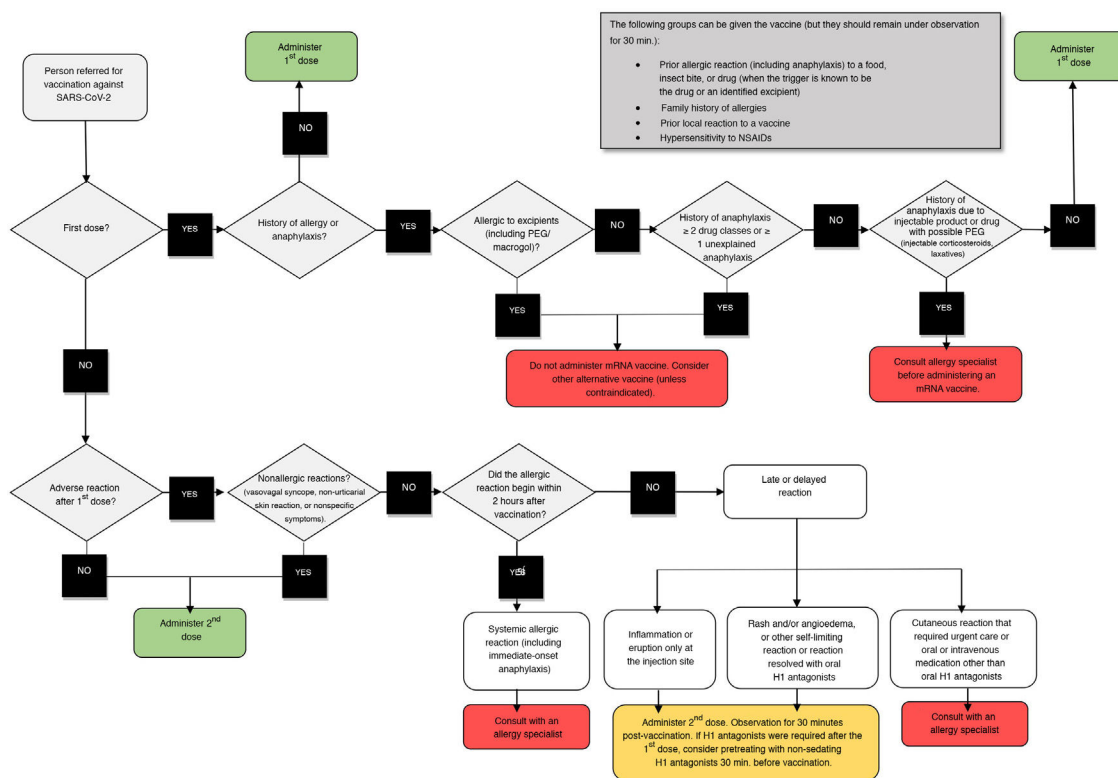 Person referred for
vaccination against
SARS-CoV-2
Administer
1st dose
The following groups can be given the vaccine (but they should remain under observation
for 30 min.):
• Prior allergic reaction (including anaphylaxis) to a food,
insect bite, or drug (when the trigger is known to be
the drug or an identified excipient)
• Family history of allergies
• Prior local reaction to a vaccine
• Hypersensitivity to NSAIDs
Administer
1st dose
NO
First dose?
YES
History of allergy or
anaphylaxis?
YES
Allergic to excipients
(including PEG/
macrogol)?
NO
History of anaphylaxis
≥ 2 drug classes or ≥
1 unexplained
anaphylaxis
NO
History of
anaphylaxis due to
injectable product or drug
with possible PEG
(injectable corticosteroids,
laxatives)
NO
YES
YES
YES
Do not administer mRNA vaccine. Consider
other alternative vaccine (unless
contraindicated).
Consult allergy specialist
before administering an
mRNA vaccine.
NO
Adverse reaction
after 1st dose?
YES
Nonallergic reactions?
(vasovagal syncope, non-urticarial
skin reaction, or nonspecific
symptoms).
NO
Did the allergic
reaction begin within
2 hours after
vaccination?
NO
Late or delayed
reaction
NO
YES
YES
Administer 2nd
dose
Systemic allergic
reaction (including
immediate-onset
anaphylaxis)
Inflammation or
eruption only at
the injection site
Rash and/or angioedema,
or other self-limiting
reaction or reaction
resolved with oral
H1 antagonists
Cutaneous reaction that
required urgent care or
oral or intravenous
medication other than
oral H1 antagonists
Consult with an
allergy specialist
Administer 2nd dose. Observation for 30 minutes
post-vaccination. if H1 antagonists were required after the
1st dose, consider pretreating with non-sedating
H1 antagonists 30 min. before vaccination.
Consult with an
allergy specialist